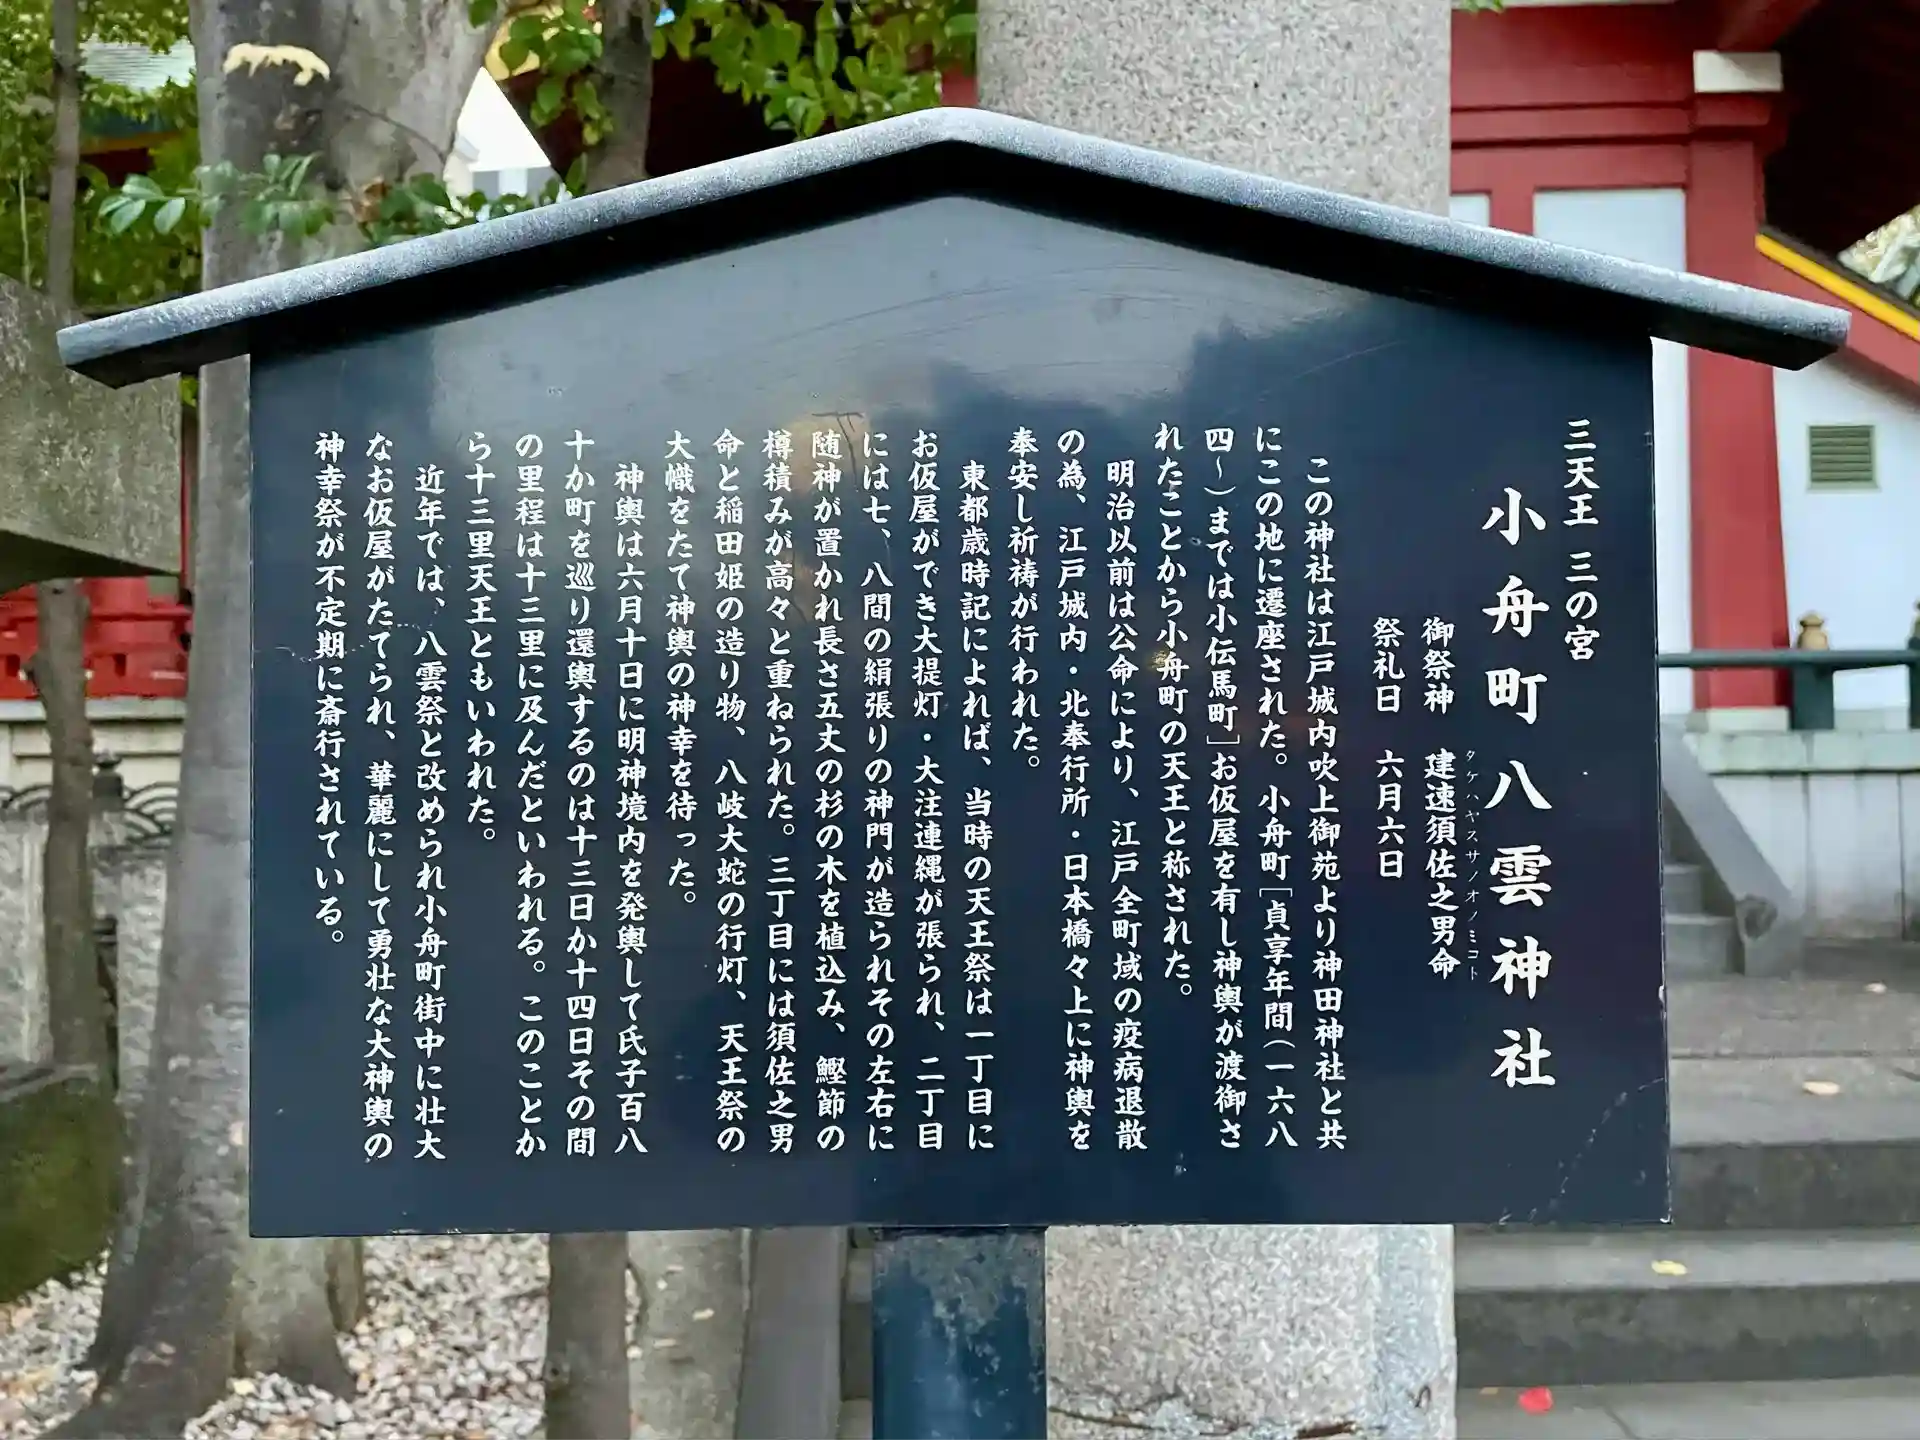 三天王 三の宮
小舟町八雲神社
御祭神 建速須佐之男命
タケハヤスサノオノミコト
祭礼日 六月六日
この神社は江戸城内吹上御苑より神田神社と共
にこの地に遷座された。小舟町［貞享年間（一六八
四〜）までは小伝馬町］お仮屋を有し神輿が渡御さ
れたことから小舟町の天王と称された。
明治以前は公命により、江戸全町域の疫病退散
の為、江戸城内・北奉行所・日本橋々上に神輿を
奉安し祈祷が行われた。
東都歳時記によれば、当時の天王祭は一丁目に
お仮屋ができ大提灯・大注連縄が張られ、二丁目
には七、八間の絹張りの神門が造られその左右に
随神が置かれ長さ五丈の杉の木を植込み、鰹節の
樽積みが高々と重ねられた。三丁目には須佐之男
命と稲田姫の造り物、八岐大蛇の行灯、天王祭の
大幟をたて神輿の神幸を待った。
神輿は六月十日に明神境内を発輿して氏子百八
十か町を巡り還輿するのは十三日か十四日その間
の里程は十三里に及んだといわれる。このことか
ら十三里天王ともいわれた。
近年では、八雲祭と改められ小舟町街中に壮大
なお仮屋がたてられ、華麗にして勇壮な大神輿の
神幸祭が不定期に斎行されている。